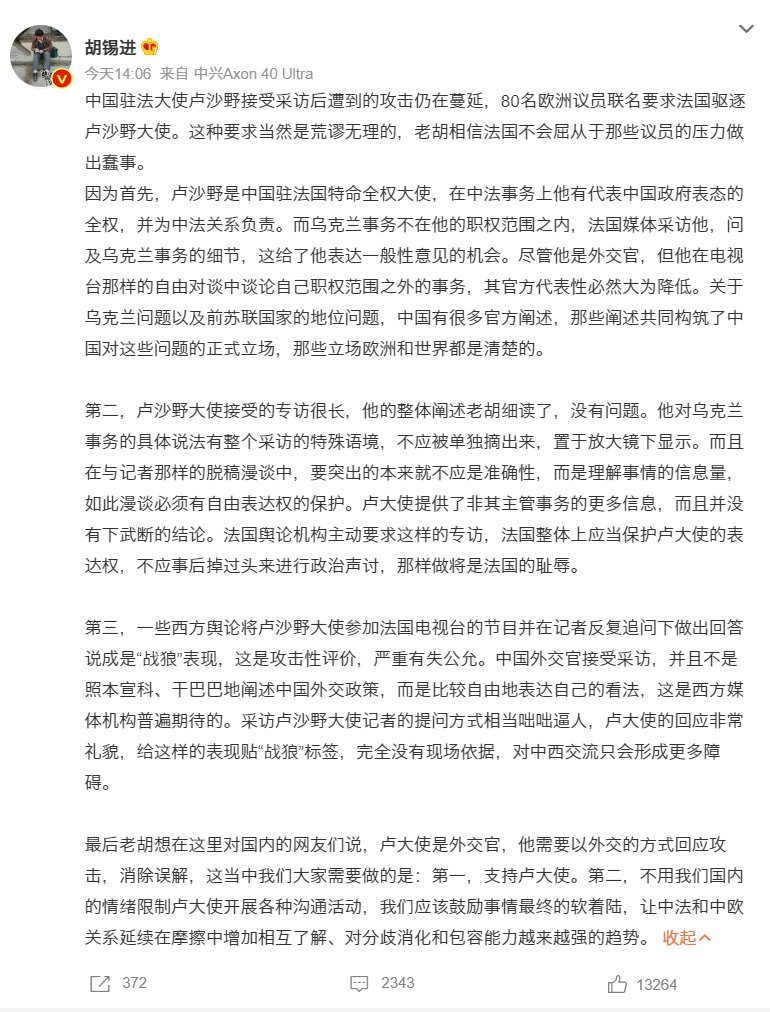 胡锡进
今天14:06 来自 中兴Axon 40 Ultra
中国驻法大使卢沙野接受采访后遭到的攻击仍在蔓延，80名欧洲议员联名要求法国驱逐
卢沙野大使。这种要求当然是荒谬无理的，老胡相信法国不会屈从于那些议员的压力做
出蠢事。
因为首先，卢沙野是中国驻法国特命全权大使，在中法事务上他有代表中国政府表态的
全权，并为中法关系负责。而乌克兰事务不在他的职权范围之内，法国媒体采访他，问
及乌克兰事务的细节，这给了他表达一般性意见的机会。尽管他是外交官，但他在电视
台那样的自由对谈中谈论自己职权范围之外的事务，其官方代表性必然大为降低。关于
乌克兰问题以及前苏联国家的地位问题，中国有很多官方阐述，那些阐述共同构筑了中
国对这些问题的正式立场，那些立场欧洲和世界都是清楚的。
第二，卢沙野大使接受的专访很长，他的整体阐述老胡细读了，没有问题。他对乌克兰
事务的具体说法有整个采访的特殊语境，不应被单独摘出来，置于放大镜下显示。而且
在与记者那样的脱稿漫谈中，要突出的本来就不应是准确性，而是理解事情的信息量，
如此漫谈必须有自由表达权的保护。卢大使提供了非其主管事务的更多信息，而且并没
有下武断的结论。法国舆论机构主动要求这样的专访，法国整体上应当保护卢大使的表
达权，不应事后掉过头来进行政治声讨，那样做将是法国的耻辱。
第三，一些西方舆论将卢沙野大使参加法国电视台的节目并在记者反复追问下做出回答
说成是“战狼”表现，这是攻击性评价，严重有失公允。中国外交官接受采访，并且不是
照本宣科、干巴巴地阐述中国外交政策，而是比较自由地表达自己的看法，这是西方媒
体机构普遍期待的。采访卢沙野大使记者的提问方式相当咄咄逼人，卢大使的回应非常
礼貌，给这样的表现贴“战狼”标签，完全没有现场依据，对中西交流只会形成更多障
碍。
最后老胡想在这里对国内的网友们说，卢大使是外交官，他需要以外交的方式回应攻
击，消除误解，这当中我们大家需要做的是：第一，支持卢大使。第二，不用我们国内
的情绪限制卢大使开展各种沟通活动，我们应该鼓励事情最终的软着陆，让中法和中欧
关系延续在摩擦中增加相互了解、对分歧消化和包容能力越来越强的趋势。 收起
372 2343 13264